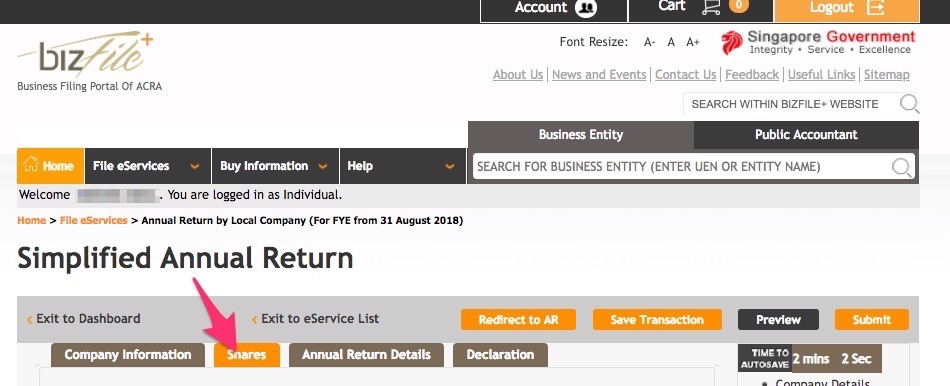 Account
Cart 0
Logout
bizfile+
Business Filing Portal Of ACRA
Font Resize: A- A A+
Singapore Government
Integrity • Service • Excellence
About Us | News and Events | Contact Us | Feedback | Useful Links | Sitemap
SEARCH WITHIN BIZFILE+ WEBSITE
Business Entity
Public Accountant
Home
File eServices
Buy Information
Help
SEARCH FOR BUSINESS ENTITY (ENTER UEN OR ENTITY NAME)
Welcome . You are logged in as Individual.
Home > File eServices > Annual Return by Local Company (For FYE from 31 August 2018)
Simplified Annual Return
‹ Exit to Dashboard
‹ Exit to eService List
Redirect to AR
Save Transaction
Preview
Submit
Company Information
Shares
Annual Return Details
Declaration
TIME TO
AUTOSAVE
2 mins 2 Sec
• Company Details